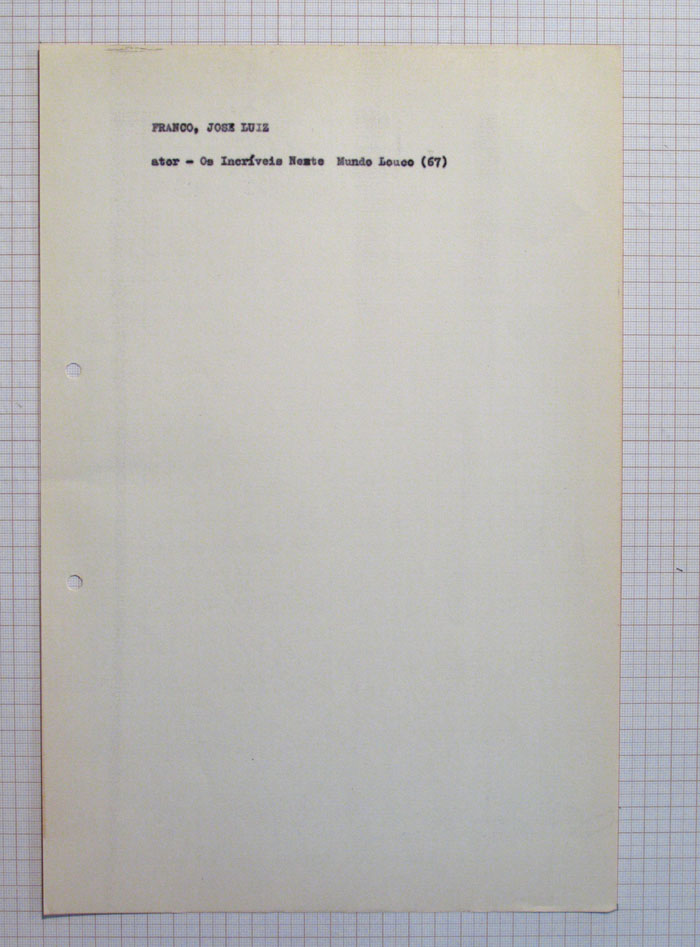 FRANCO, JOSE LUIZ
ator - Os Incríveis Neste Mundo Louco (67)